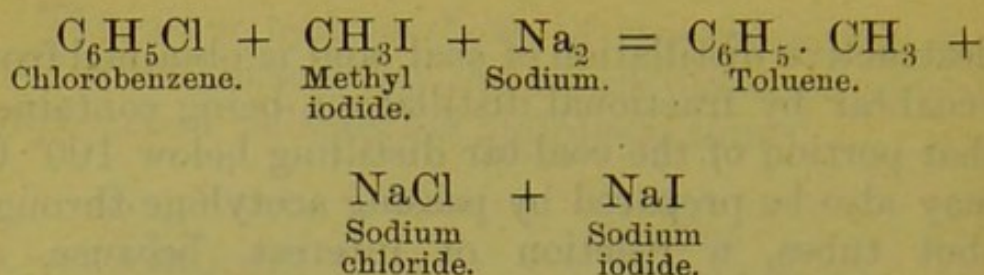 C₆H₅Cl + CH₃I + Na₂ = C₆H₅. CH₃ +
Chlorobenzene. Methyl Sodium. Toluene.
iodide.
NaCl + NaI
Sodium Sodium
chloride. iodide.